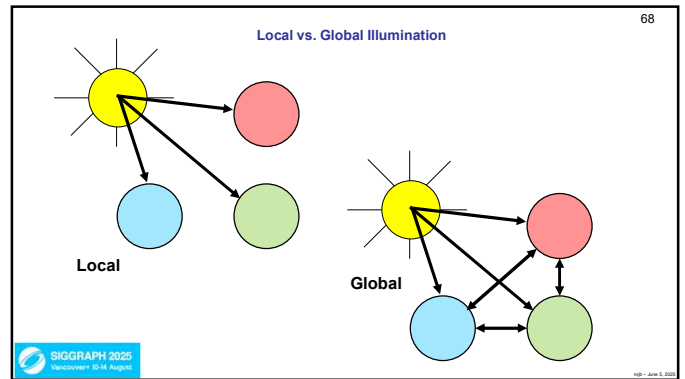 68
Local vs. Global Illumination
Local
Global
SIGGRAPH 2025
Vancouver+ 10-14 August
mjb – June 5, 2025